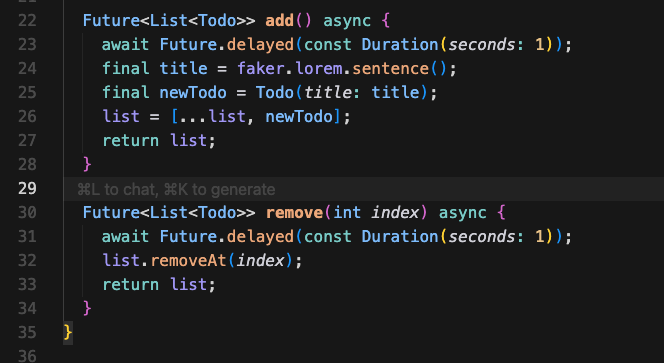 22 Future<List<Todo>> add() async {
23 await Future.delayed(const Duration(seconds: 1));
24 final title = faker.lorem.sentence();
25 final newTodo = Todo(title: title);
26 list = [...list, newTodo];
27 return list;
28 }
29 ⌘L to chat, ⌘K to generate
30 Future<List<Todo>> remove(int index) async {
31 await Future.delayed(const Duration(seconds: 1));
32 list.removeAt(index);
33 return list;
34 }
35 }
36